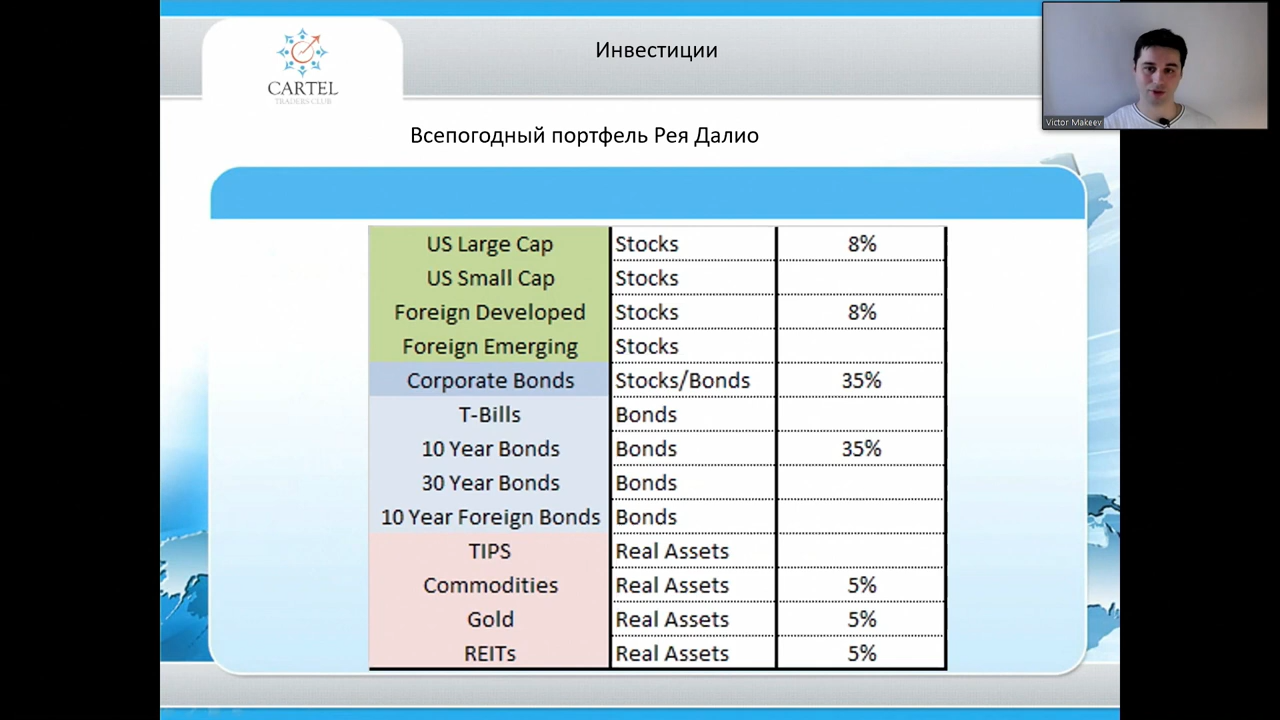 Инвестиции
CARTEL
TRADERS CLUB
Victor Makeev
Всепогодный портфель Рея Далио
US Large Cap Stocks 8%
US Small Cap Stocks
Foreign Developed Stocks 8%
Foreign Emerging Stocks
Corporate Bonds Stocks/Bonds 35%
T-Bills Bonds
10 Year Bonds Bonds 35%
30 Year Bonds Bonds
10 Year Foreign Bonds Bonds
TIPS Real Assets
Commodities Real Assets 5%
Gold Real Assets 5%
REITs Real Assets 5%